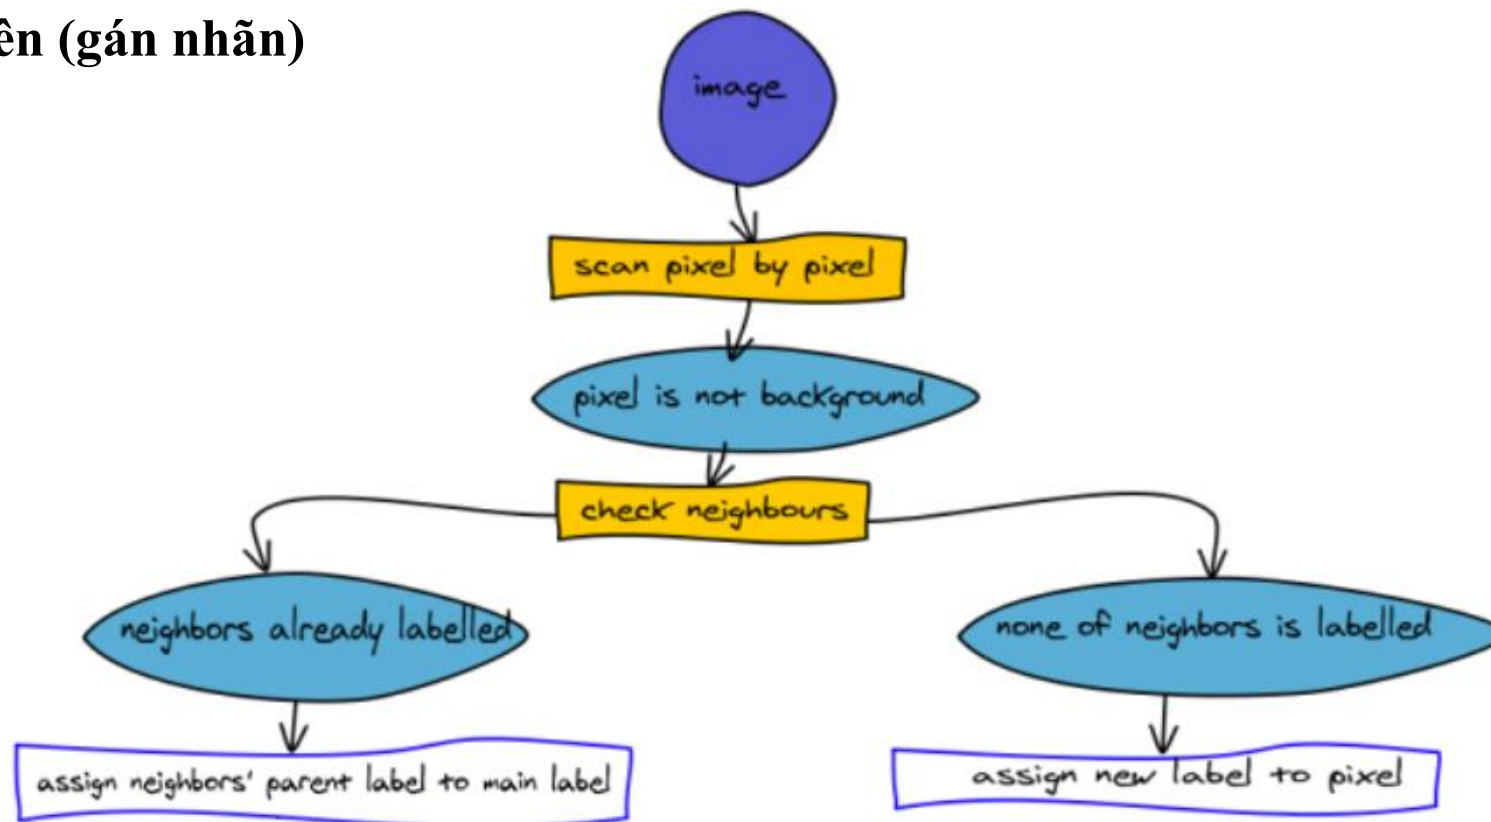 ên (gán nhãn)
image
scan pixel by pixel
pixel is not background
check neighbours
neighbors already labelled
none of neighbors is labelled
assign neighbors' parent label to main label
assign new label to pixel